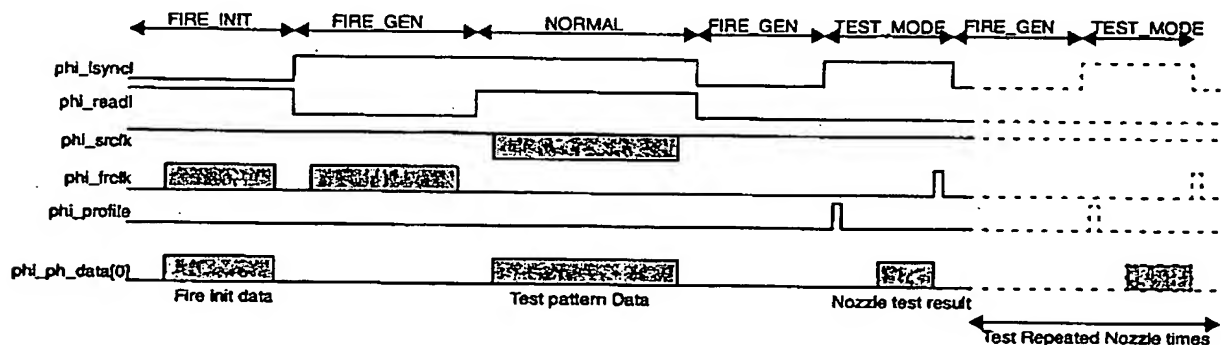 FIRE_INIT FIRE_GEN NORMAL FIRE_GEN TEST_MODE FIRE_GEN TEST_MODE
phi_lsyncl
phi_readl
phi_srclk
phi_frclk
phi_profile
phi_ph_data[0]
Fire Init data Test pattern Data Nozzle test result
Test Repeated Nozzle times